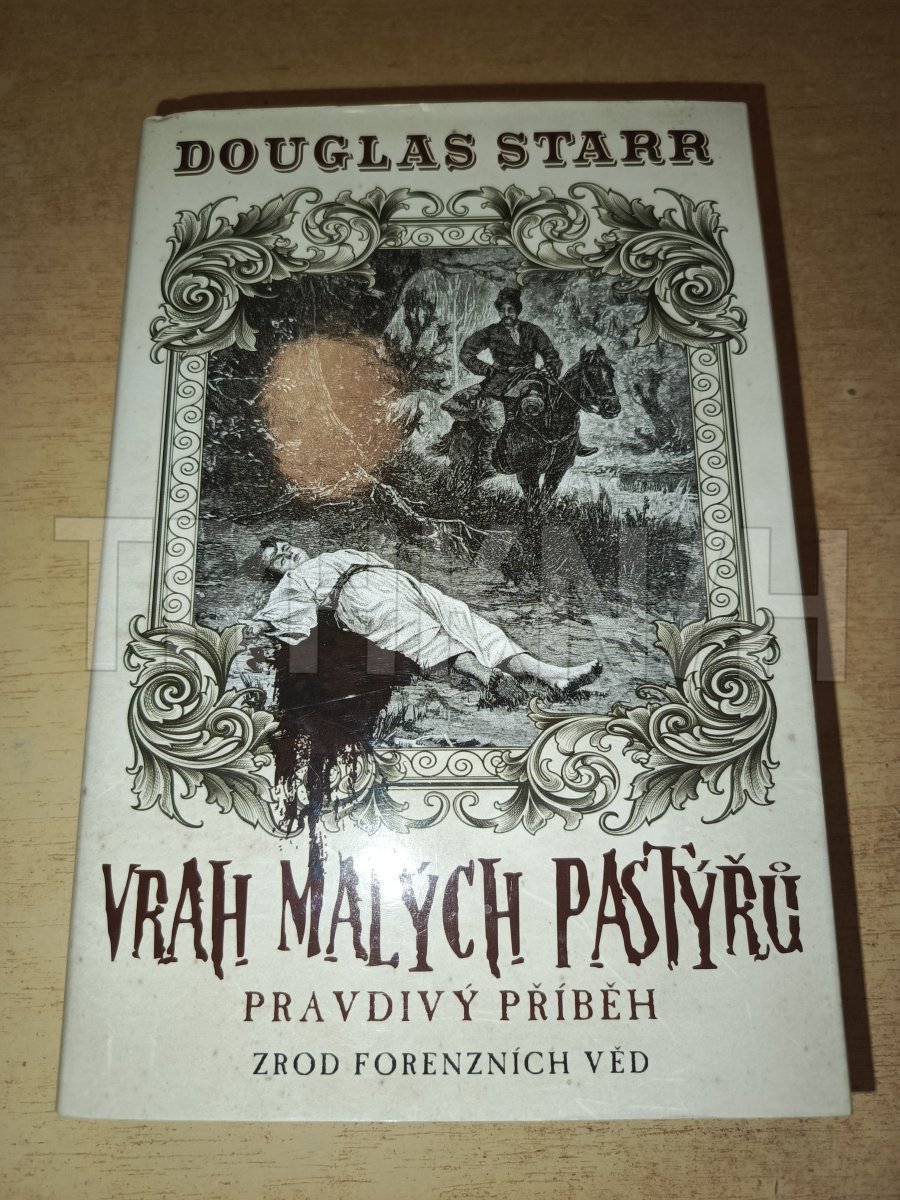 DOUGLAS STARR
VRAH MALÝCH PASTÝŘŮ
PRAVDIVÝ PŘÍBĚH
ZROD FORENZNÍCH VĚD